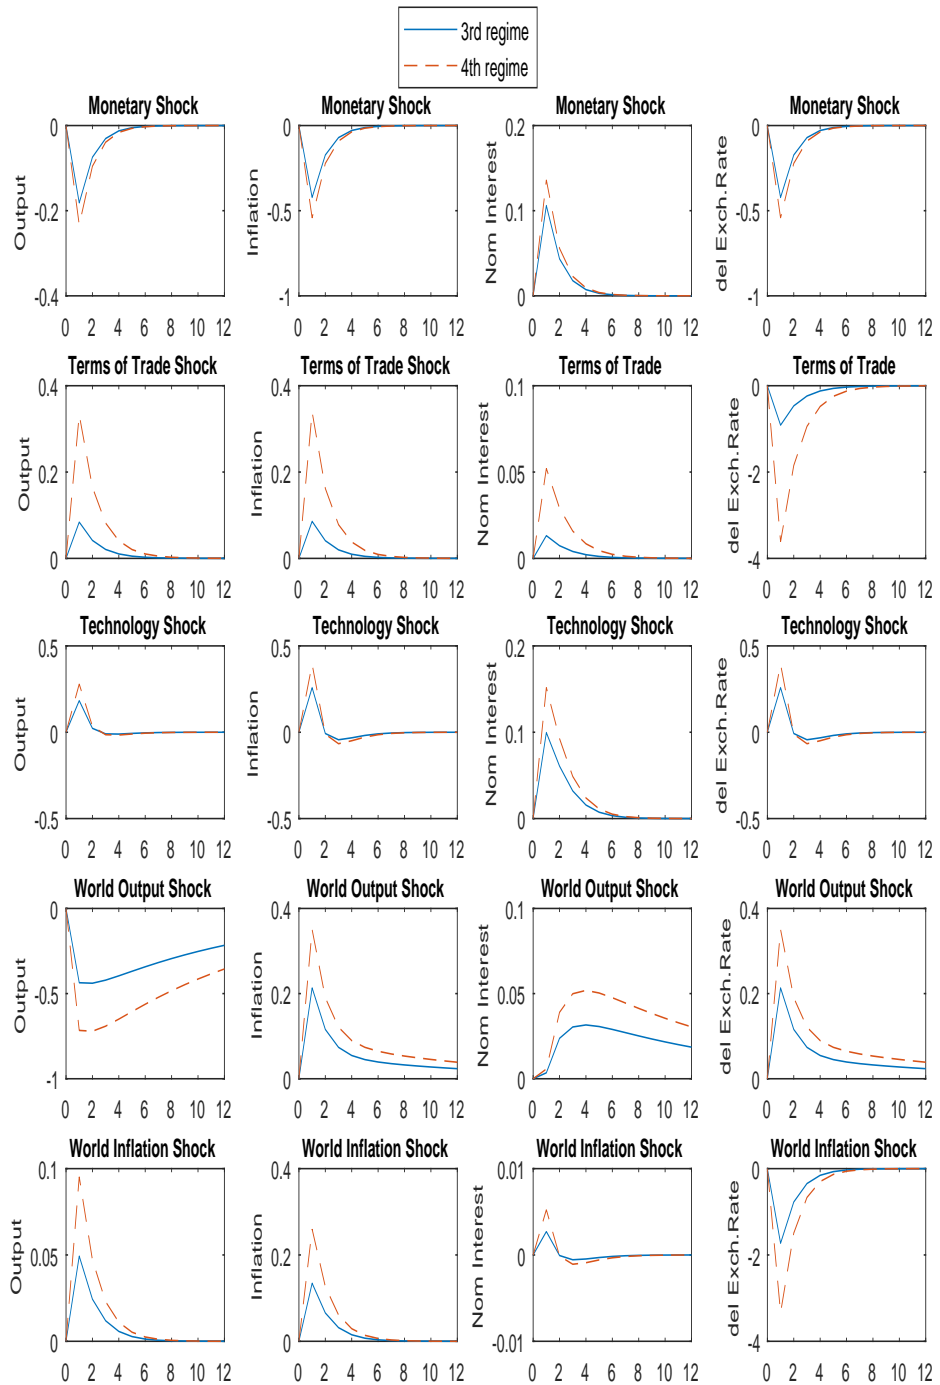 3rd regime
4th regime
Monetary Shock
Output
0
-0.2
-0.4
0 2 4 6 8 10 12
Monetary Shock
Inflation
0
-0.5
-1
0 2 4 6 8 10 12
Monetary Shock
Nom Interest
0.2
0.1
0
0 2 4 6 8 10 12
Monetary Shock
del Exch.Rate
0
-0.5
-1
0 2 4 6 8 10 12
Terms of Trade Shock
Output
0.4
0.2
0
0 2 4 6 8 10 12
Terms of Trade Shock
Inflation
0.4
0.2
0
0 2 4 6 8 10 12
Terms of Trade
Nom Interest
0.1
0.05
0
0 2 4 6 8 10 12
Terms of Trade
del Exch.Rate
0
-2
-4
0 2 4 6 8 10 12
Technology Shock
Output
0.5
0
-0.5
0 2 4 6 8 10 12
Technology Shock
Inflation
0.5
0
-0.5
0 2 4 6 8 10 12
Technology Shock
Nom Interest
0.2
0.1
0
0 2 4 6 8 10 12
Technology Shock
del Exch.Rate
0.5
0
-0.5
0 2 4 6 8 10 12
World Output Shock
Output
0
-0.5
-1
0 2 4 6 8 10 12
World Output Shock
Inflation
0.4
0.2
0
0 2 4 6 8 10 12
World Output Shock
Nom Interest
0.1
0.05
0
0 2 4 6 8 10 12
World Output Shock
del Exch.Rate
0.4
0.2
0
0 2 4 6 8 10 12
World Inflation Shock
Output
0.1
0.05
0
0 2 4 6 8 10 12
World Inflation Shock
Inflation
0.4
0.2
0
0 2 4 6 8 10 12
World Inflation Shock
Nom Interest
0.01
0
-0.01
0 2 4 6 8 10 12
World Inflation Shock
del Exch.Rate
0
-2
-4
0 2 4 6 8 10 12